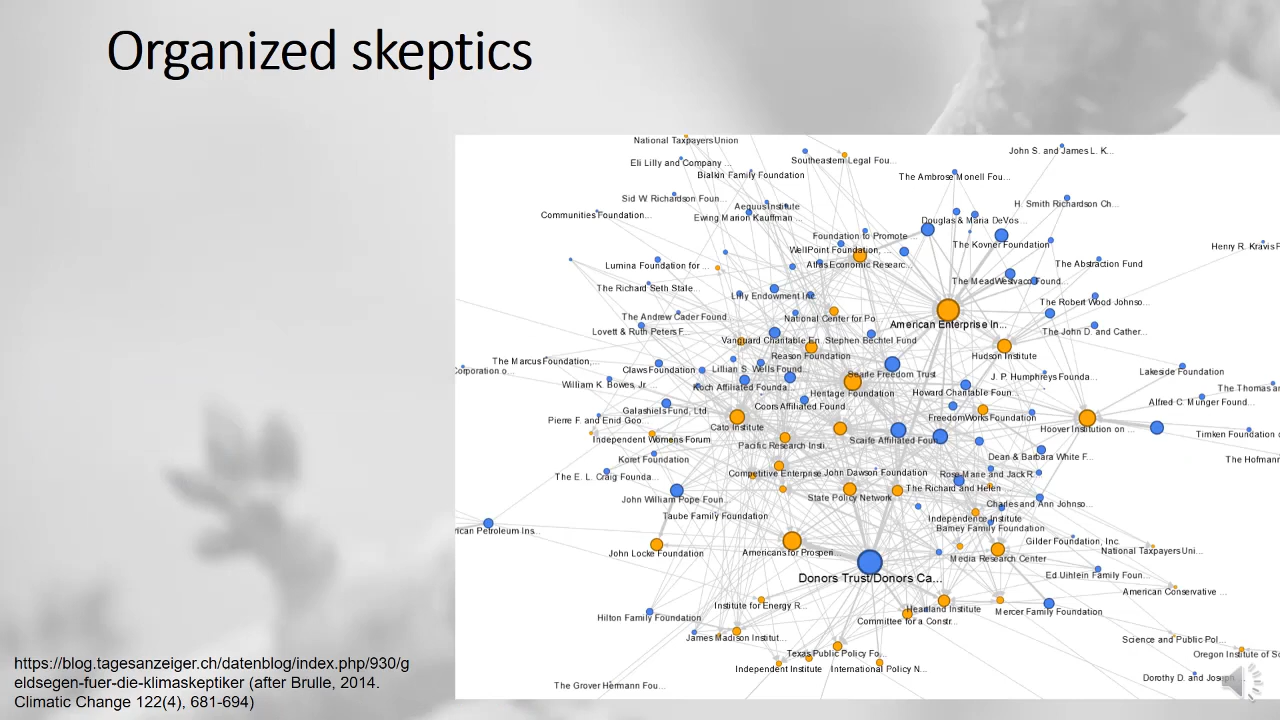 Organized skeptics
National Taxpayers Union
Southeastern Legal Fou...
John S. and James L. K...
Eli Lilly and Company ...
Bialkin Family Foundation
The Ambrose Monell Fou...
Sid W. Richardson Foun...
H. Smith Richardson Ch...
Aequus Institute
Communities Foundation...
Ewing Marion Kauffman ...
Douglas & Maria DeVos...
Foundation to Promote ...
The Kovner Foundation
Henry R. Kravis F
WellPoint Foundation, ...
Lumina Foundation for ...
Atlas Economic Researc...
The Abstraction Fund
The MeadWestvaco Found...
The Richard Seth Stale...
Lilly Endowment Inc.
The Robert Wood Johnso...
The Andrew Cader Found
National Center for Po
American Enterprise In...
Lovett & Ruth Peters F...
The John D. and Cather...
Vanguard Charitable En
Stephen Bechtel Fund
Reason Foundation
Hudson Institute
The Marcus Foundation,...
Corporation o...
Claws Foundation
Lillian S. Wells Found
Scaife Freedom Trust
J. P. Humphreys Founda...
Lakeside Foundation
William K. Bowes, Jr.
Koch Affiliated Founda...
Heritage Foundation
Howard Charitable Foun
The Thomas an
Galashiels Fund, Ltd.
Coors Affiliated Found
Alfred C. Munger Found...
Pierre F. and Enid Goo
FreedomWorks Foundation
Cato Institute
Hoover Institution on ...
Timken Foundation o
Independent Womens Forum
Pacific Research Insti...
Scaife Affiliated Foun
Koret Foundation
Dean & Barbara White F...
The Hofmann
The E. L. Craig Founda...
Competitive Enterprise
John Dawson Foundation
Rose Marie and Jack R.
John William Pope Foun...
State Policy Network
The Richard and Helen
Charles and Ann Johnso...
Taube Family Foundation
Independence Institute
rican Petroleum Ins...
Barney Family Foundation
John Locke Foundation
Americans for Prosperi
Media Research Center
Gilder Foundation, Inc.
National Taxpayers Uni...
Donors Trust/Donors Ca...
Ed Uihlein Family Foun...
American Conservative ...
Institute for Energy R...
Heartland Institute
Mercer Family Foundation
Hilton Family Foundation
Committee for a Constr...
James Madison Institut...
Science and Public Pol...
Texas Public Policy Fo...
Oregon Institute of Sc
Independent Institute
International Policy N...
Dorothy D. and Joseph ...
The Grover Hermann Fou...
https://blog.tagesanzeiger.ch/datenblog/index.php/930/g
eldsegen-fuer-die-klimaskeptiker (after Brulle, 2014.
Climatic Change 122(4), 681-694)